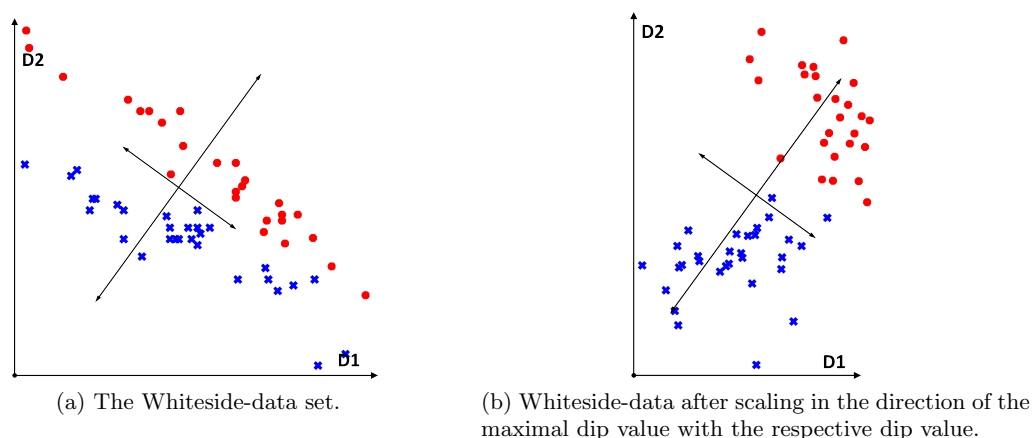 D2
D1
(a) The Whiteside-data set.
D2
D1
(b) Whiteside-data after scaling in the direction of the
maximal dip value with the respective dip value.